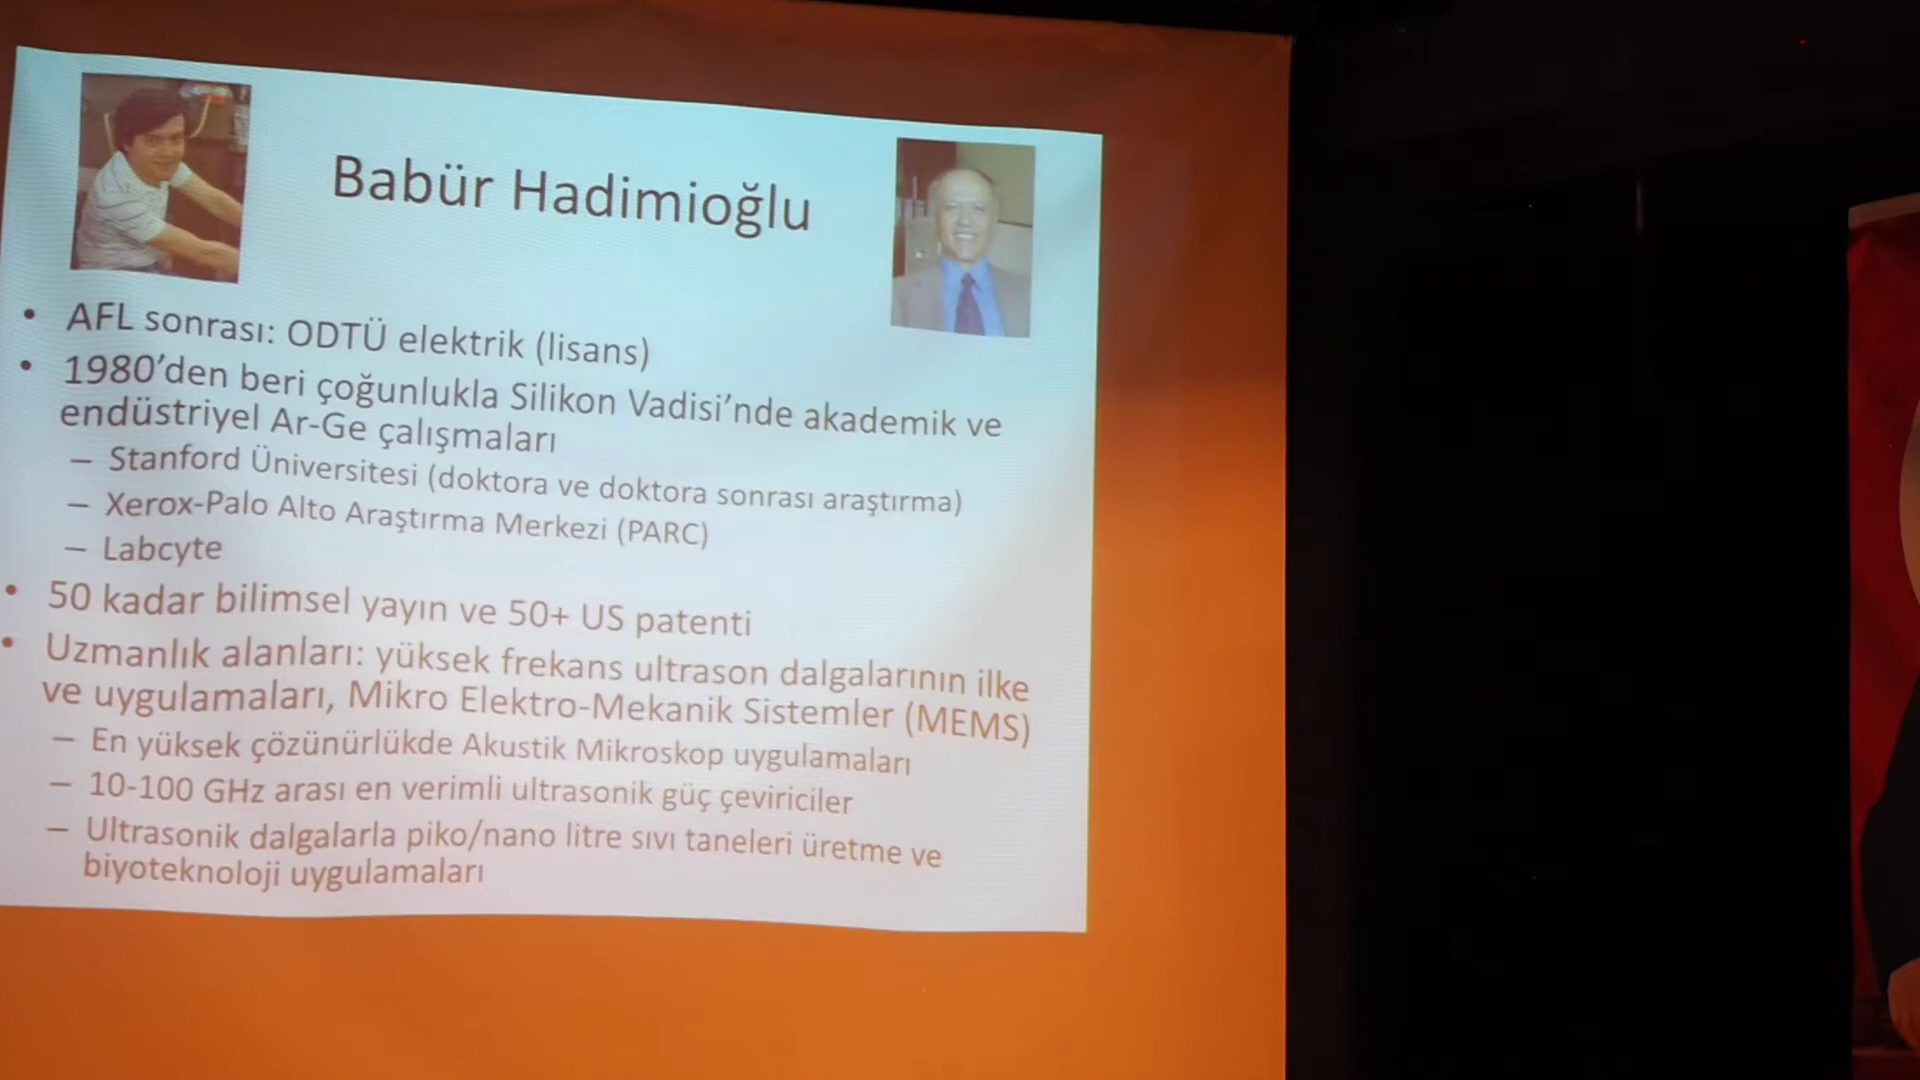 Babür Hadimioğlu
• AFL sonrası: ODTÜ elektrik (lisans)
• 1980’den beri çoğunlukla Silikon Vadisi’nde akademik ve
endüstriyel Ar-Ge çalışmaları
– Stanford Üniversitesi (doktora ve doktora sonrası araştırma)
– Xerox-Palo Alto Araştırma Merkezi (PARC)
– Labcyte
• 50 kadar bilimsel yayın ve 50+ US patenti
• Uzmanlık alanları: yüksek frekans ultrason dalgalarının ilke
ve uygulamaları, Mikro Elektro-Mekanik Sistemler (MEMS)
– En yüksek çözünürlükde Akustik Mikroskop uygulamaları
– 10-100 GHz arası en verimli ultrasonik güç çeviriciler
– Ultrasonik dalgalarla piko/nano litre sıvı taneleri üretme ve
biyoteknoloji uygulamaları